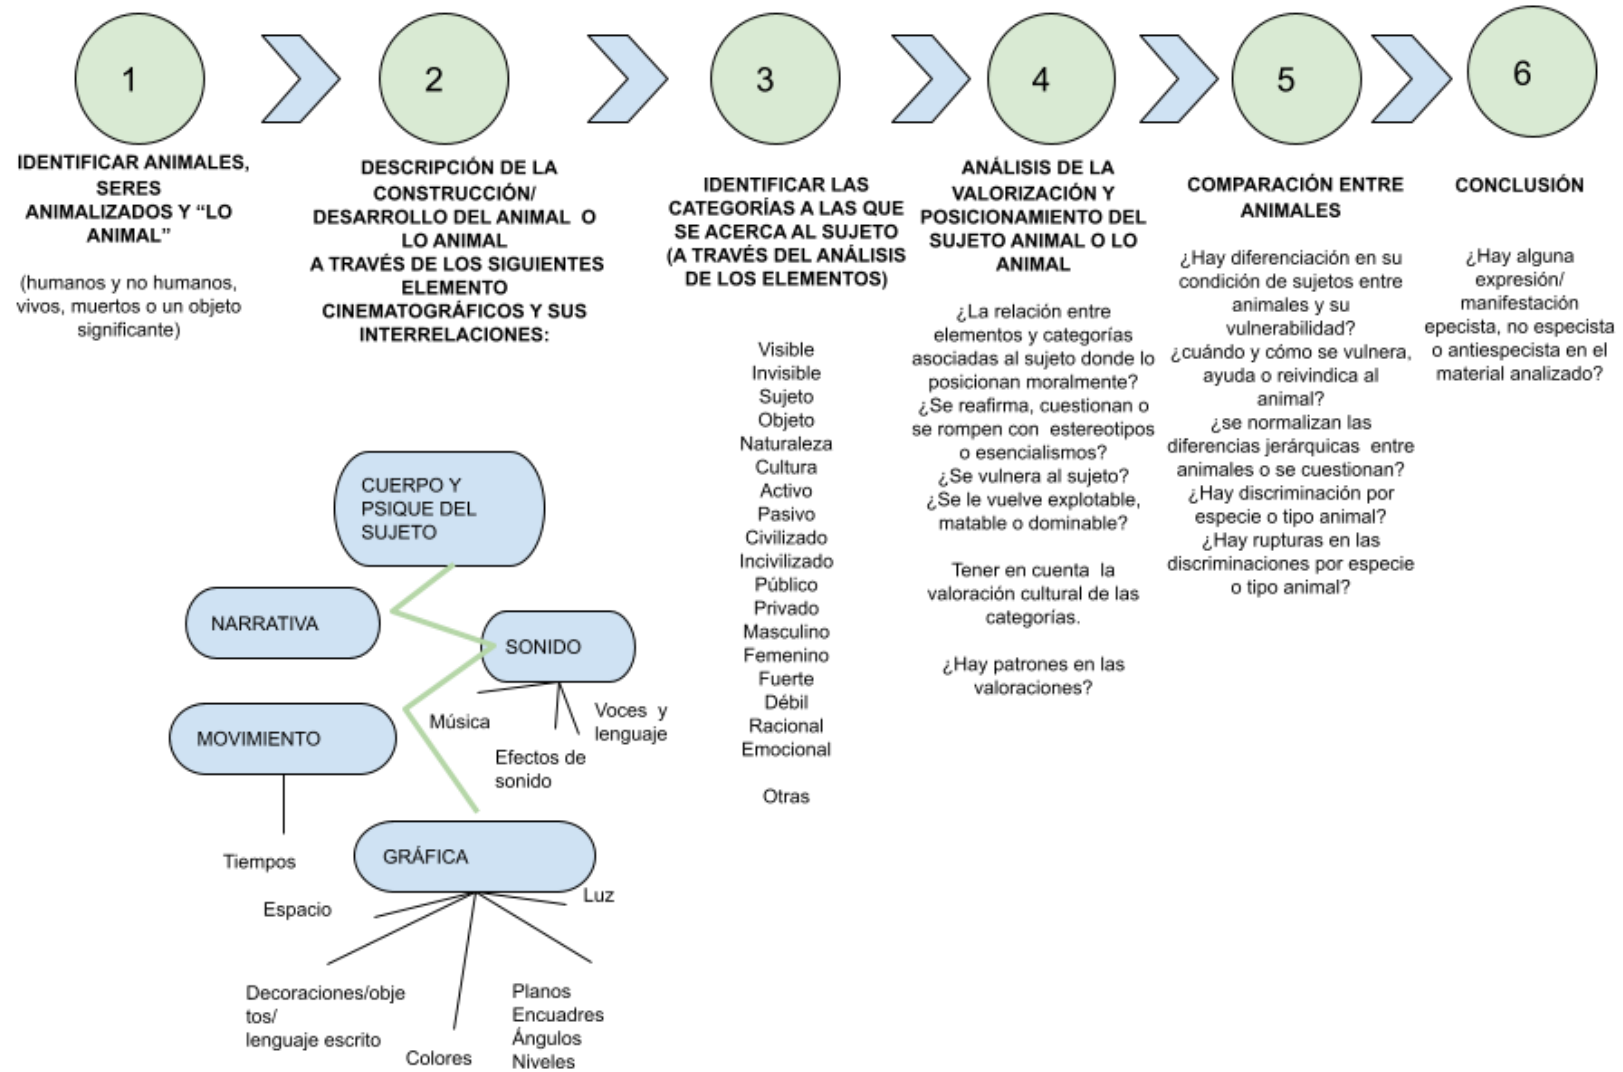 1
IDENTIFICAR ANIMALES,
SERES
ANIMALIZADOS Y “LO
ANIMAL”
(humanos y no humanos,
vivos, muertos o un objeto
significante)
2
DESCRIPCIÓN DE LA
CONSTRUCCIÓN/
DESARROLLO DEL ANIMAL O
LO ANIMAL
A TRAVÉS DE LOS SIGUIENTES
ELEMENTO
CINEMATOGRÁFICOS Y SUS
INTERRELACIONES:
CUERPO Y
PSIQUE DEL
SUJETO
NARRATIVA
SONIDO
Música
Efectos de
sonido
Voces y
lenguaje
MOVIMIENTO
Tiempos
GRÁFICA
Espacio
Luz
Decoraciones/obje
tos/
lenguaje escrito
Colores
Planos
Encuadres
Ángulos
Niveles
3
IDENTIFICAR LAS
CATEGORÍAS A LAS QUE
SE ACERCA AL SUJETO
(A TRAVÉS DEL ANÁLISIS
DE LOS ELEMENTOS)
Visible
Invisible
Sujeto
Objeto
Naturaleza
Cultura
Activo
Pasivo
Civilizado
Incivilizado
Público
Privado
Masculino
Femenino
Fuerte
Débil
Racional
Emocional
Otras
4
ANÁLISIS DE LA
VALORIZACIÓN Y
POSICIONAMIENTO DEL
SUJETO ANIMAL O LO
ANIMAL
¿La relación entre
elementos y categorías
asociadas al sujeto donde lo
posicionan moralmente?
¿Se reafirma, cuestionan o
se rompen con estereotipos
o esencialismos?
¿Se vulnera al sujeto?
¿Se le vuelve explotable,
matable o dominable?
Tener en cuenta la
valoración cultural de las
categorías.
¿Hay patrones en las
valoraciones?
5
COMPARACIÓN ENTRE
ANIMALES
¿Hay diferenciación en su
condición de sujetos entre
animales y su
vulnerabilidad?
¿cuándo y cómo se vulnera,
ayuda o reivindica al
animal?
¿se normalizan las
diferencias jerárquicas entre
animales o se cuestionan?
¿Hay discriminación por
especie o tipo animal?
¿Hay rupturas en las
discriminaciones por especie
o tipo animal?
6
CONCLUSIÓN
¿Hay alguna
expresión/
manifestación
epecista, no especista
o antiespecista en el
material analizado?